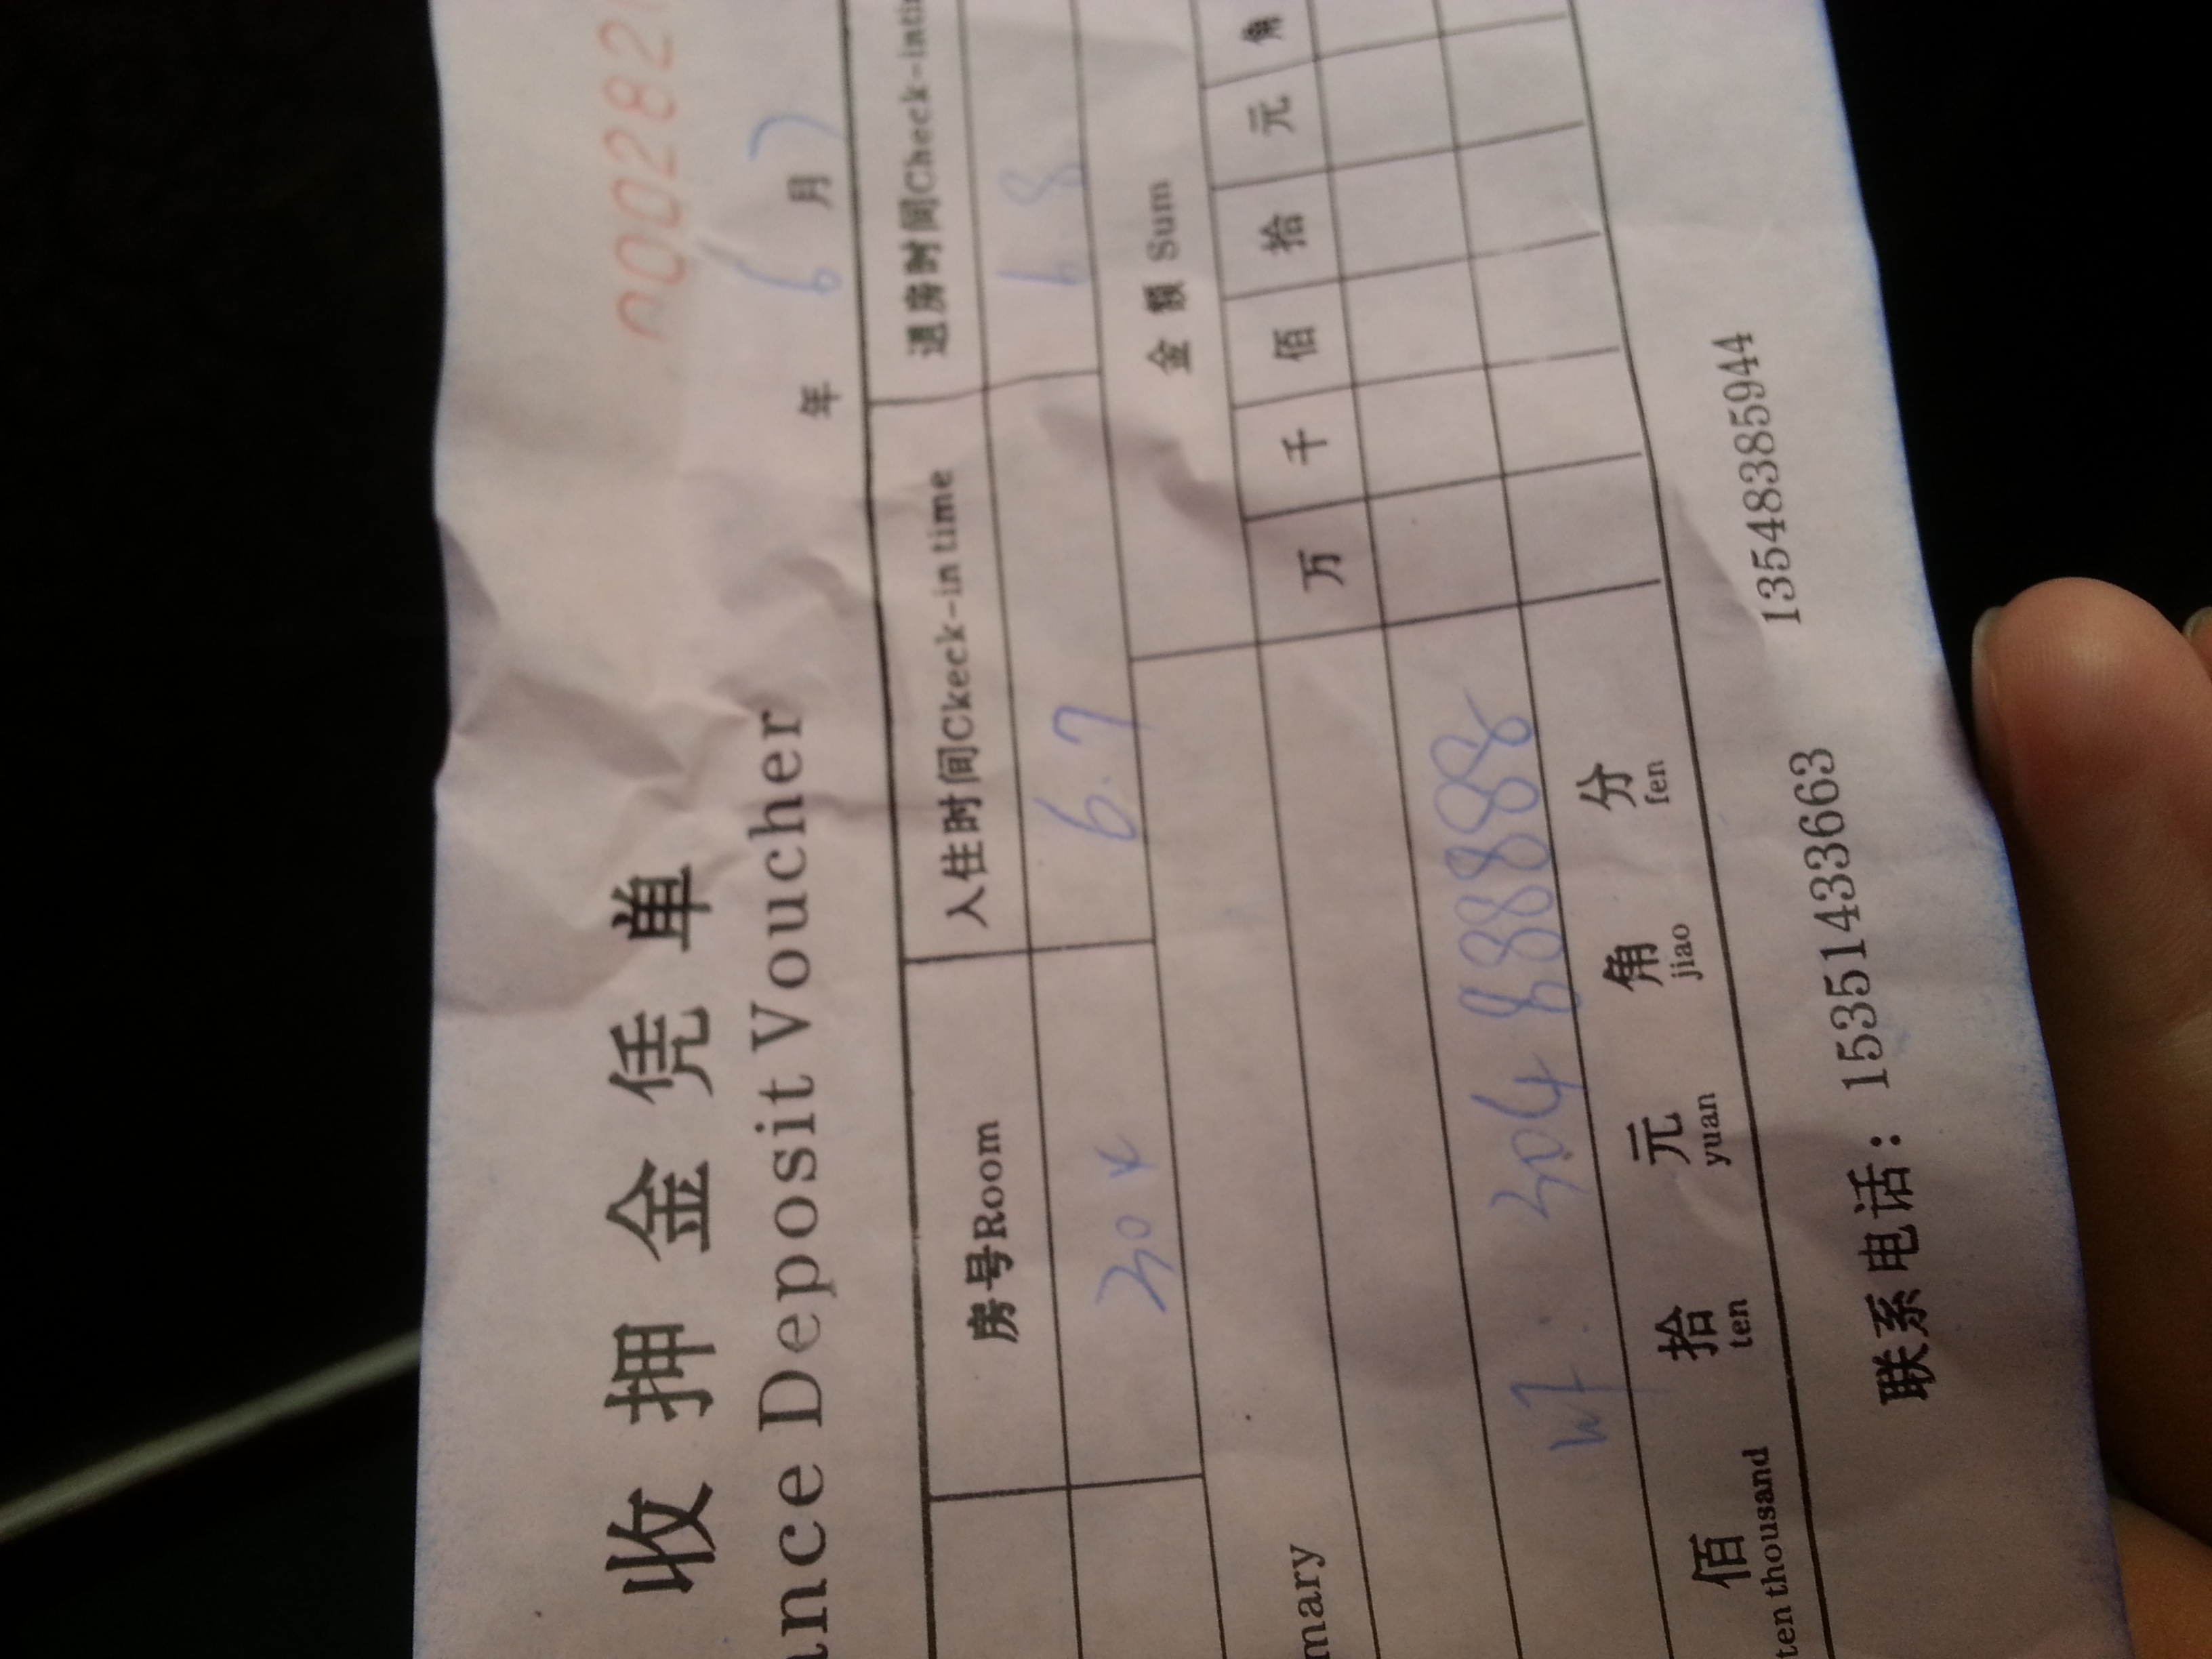 收押金凭单
000282
ance Deposit Voucher
年 6 月 7
房号Room 入住时间Ckeck-in time 退房时间Check-inti
304 6.7 6.8
金 额 Sum
mary
万 千 佰 拾 元 角
304 888888
佰 拾 元 角 分
ten thousand ten yuan jiao fen
联系电话：15351433663 13548385944